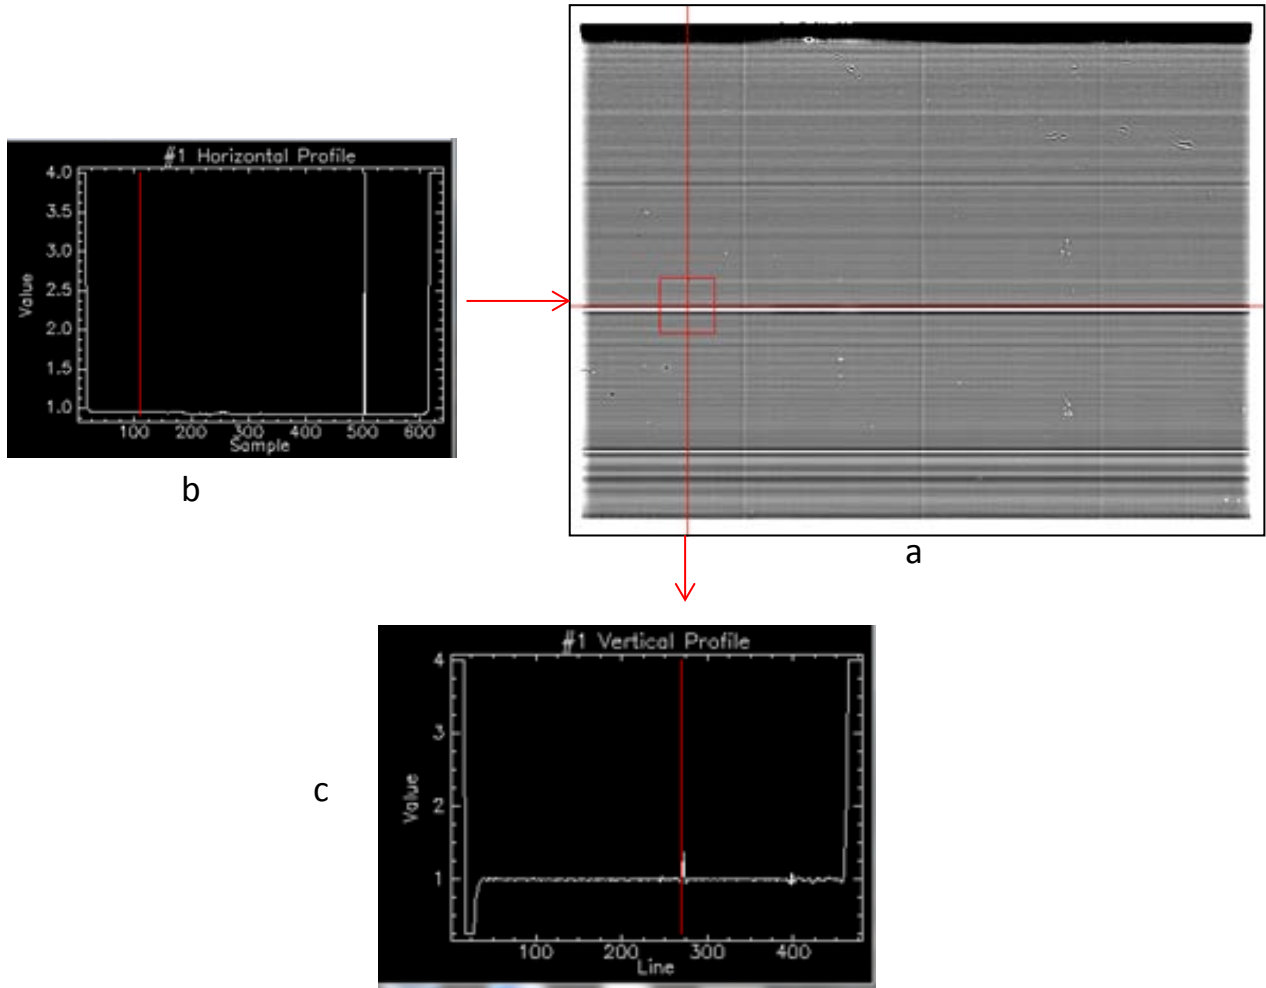 #1 Horizontal Profile
4.0
3.5
3.0
2.5
2.0
1.5
1.0
Value
100 200 300 400 500 600
Sample
b
a
#1 Vertical Profile
4
3
2
1
Value
100 200 300 400
Line
c